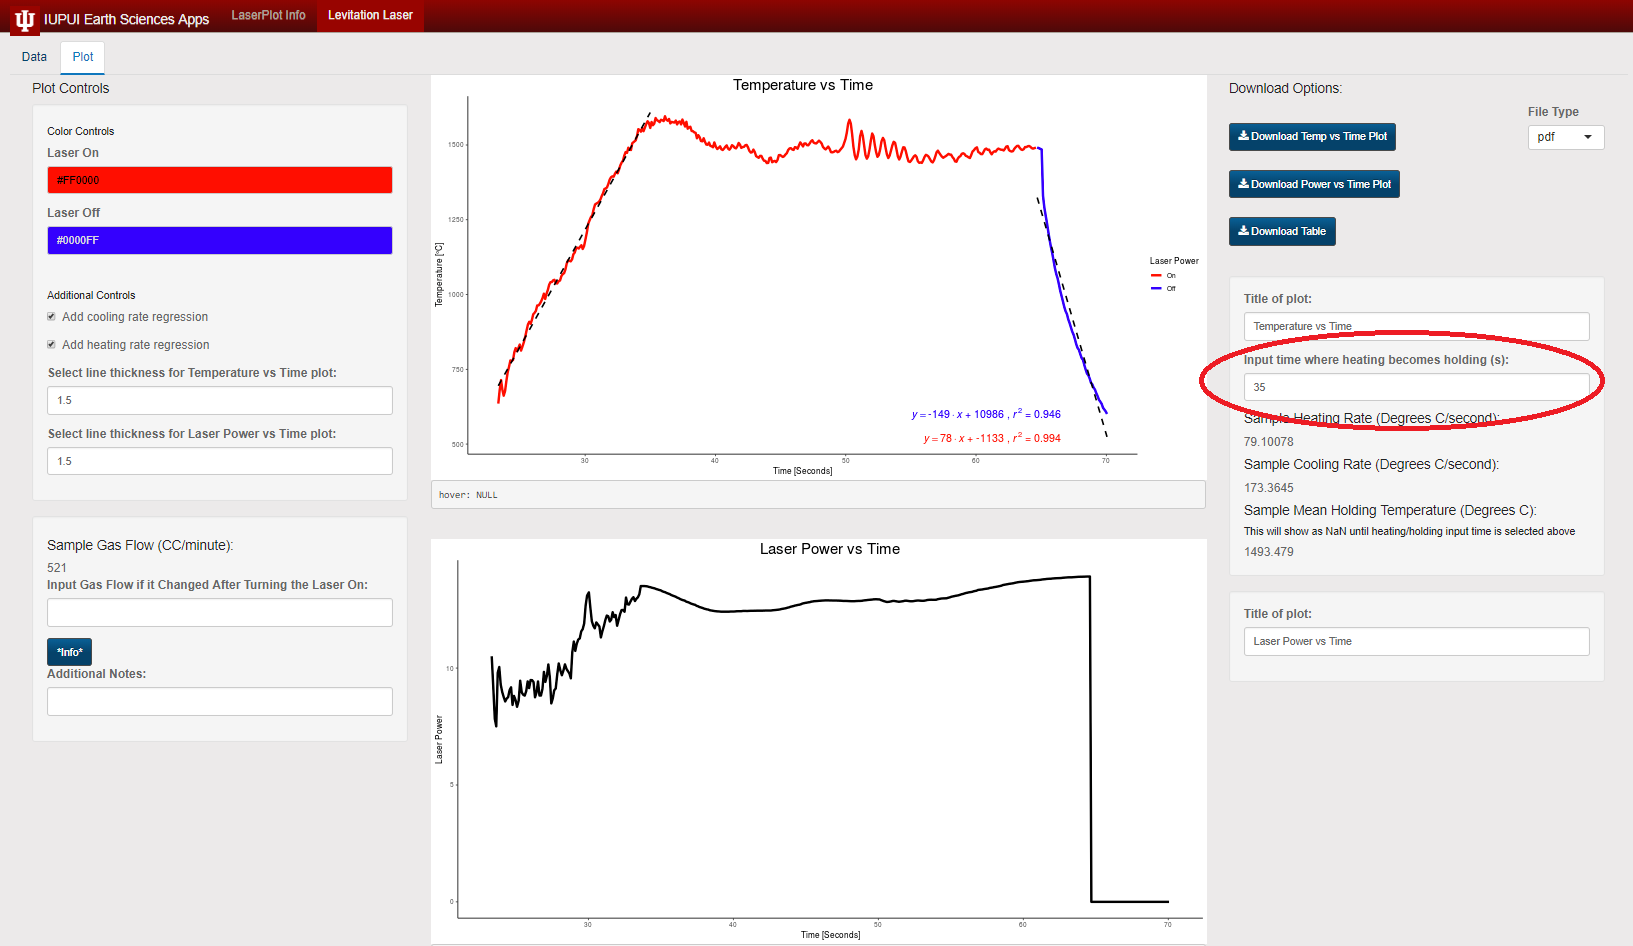 IUPUI Earth Sciences Apps LaserPlot Info Levitation Laser
Data Plot
Plot Controls
Color Controls
Laser On
#FF0000
Laser Off
#0000FF
Additional Controls
Add cooling rate regression
Add heating rate regression
Select line thickness for Temperature vs Time plot:
1.5
Select line thickness for Laser Power vs Time plot:
1.5
Sample Gas Flow (CC/minute):
521
Input Gas Flow if it Changed After Turning the Laser On:
*Info*
Additional Notes:
Temperature vs Time
Temperature [ºC]
1500
1250
1000
750
500
30 40 50 60 70
Time [Seconds]
Laser Power
On
Off
y = -149 · x + 10986 , r² = 0.946
y = 78 · x + -1133 , r² = 0.994
hover: NULL
Laser Power vs Time
Laser Power
10
5
0
30 40 50 60 70
Time [Seconds]
Download Options:
File Type
pdf
Download Temp vs Time Plot
Download Power vs Time Plot
Download Table
Title of plot:
Temperature vs Time
Input time where heating becomes holding (s):
35
Sample Heating Rate (Degrees C/second):
79.10078
Sample Cooling Rate (Degrees C/second):
173.3645
Sample Mean Holding Temperature (Degrees C):
This will show as NaN until heating/holding input time is selected above
1493.479
Title of plot:
Laser Power vs Time